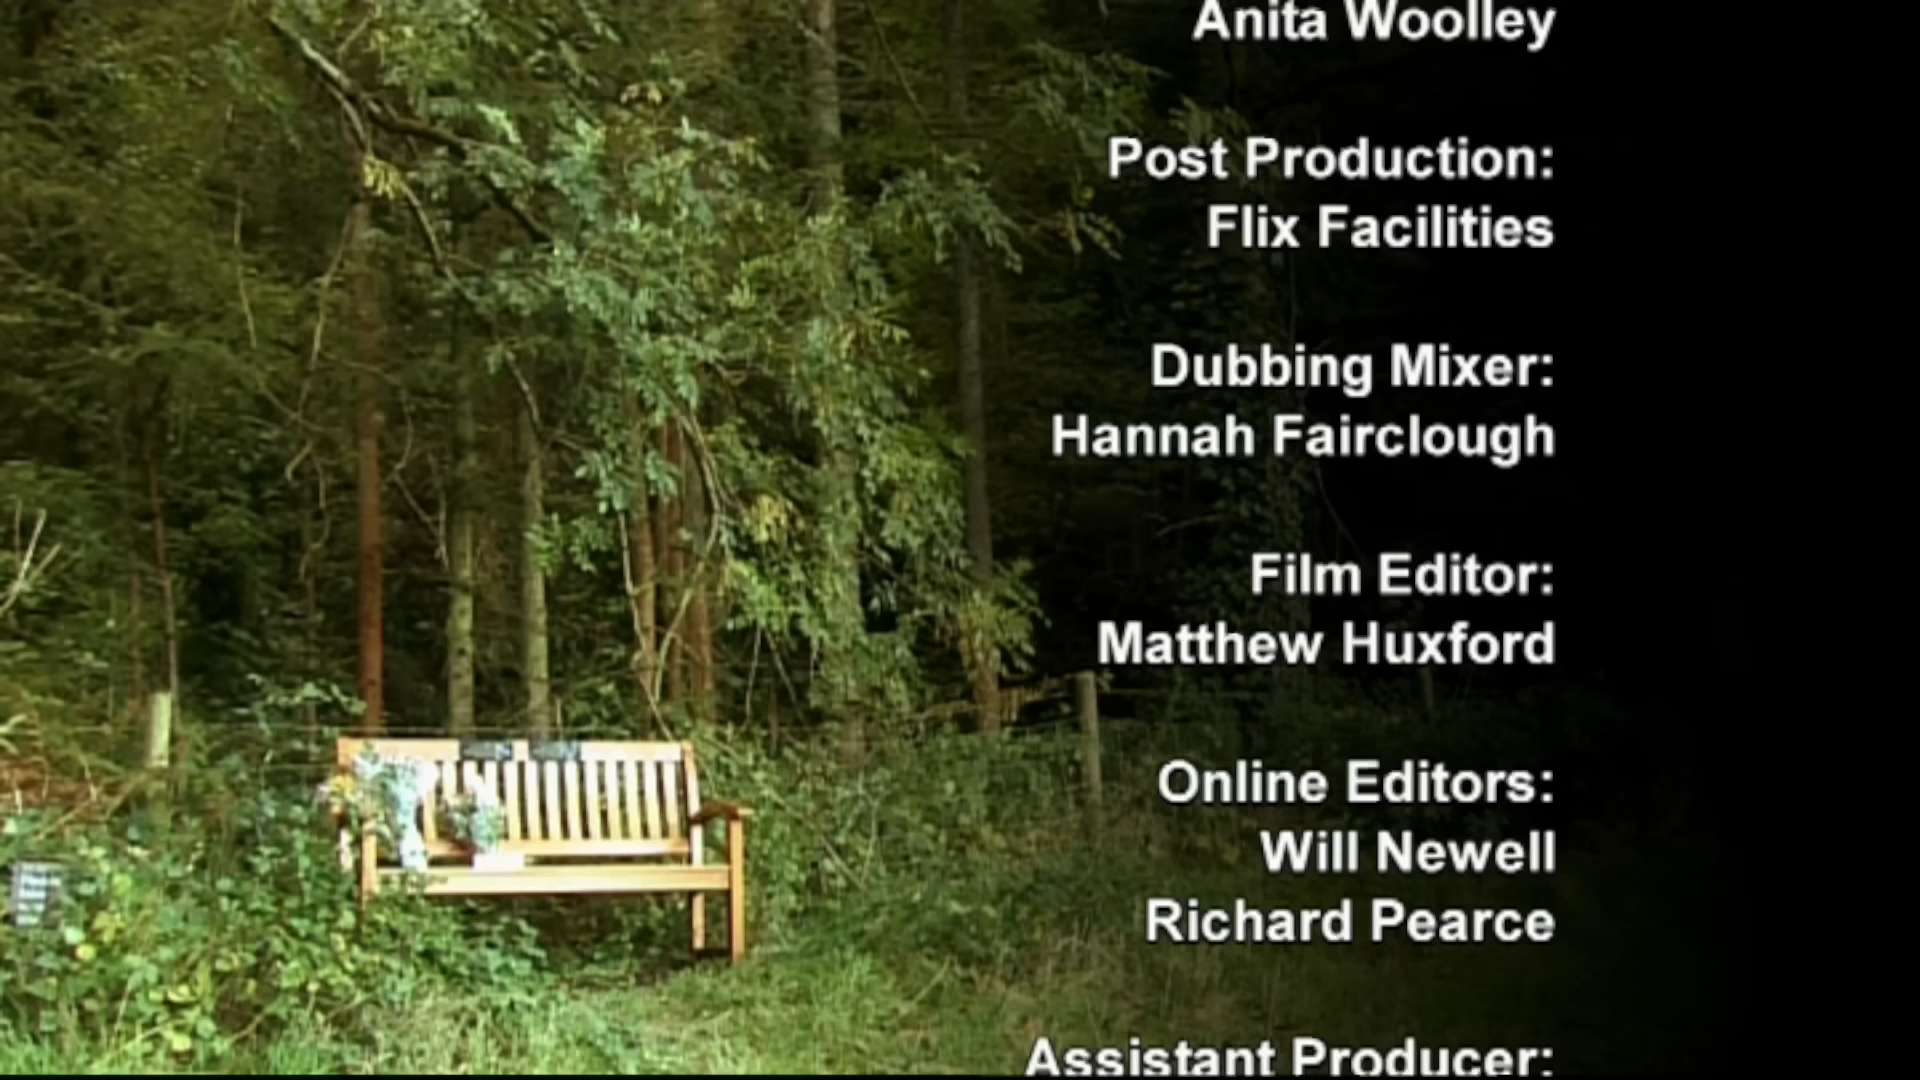 Anita Woolley
Post Production:
Flix Facilities
Dubbing Mixer:
Hannah Fairclough
Film Editor:
Matthew Huxford
Online Editors:
Will Newell
Richard Pearce
Assistant Producer: